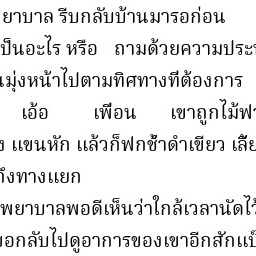 ยาบาล รีบกลับบ้านมารอก่อน
เป็นอะไร หรือ ถามด้วยความประ
มุ่งหน้าไปตามทิศทางที่ต้องการ
เอ้อ เพือน เขาถูกไม้ฟา
แขนหัก แล้วก็ฟกช้ำดำเขียว เลี
ถึงทางแยก
พยาบาลพอดีเห็นว่าใกล้เวลานัดไว้
อกลับไปดูอาการของเขาอีกสักแป